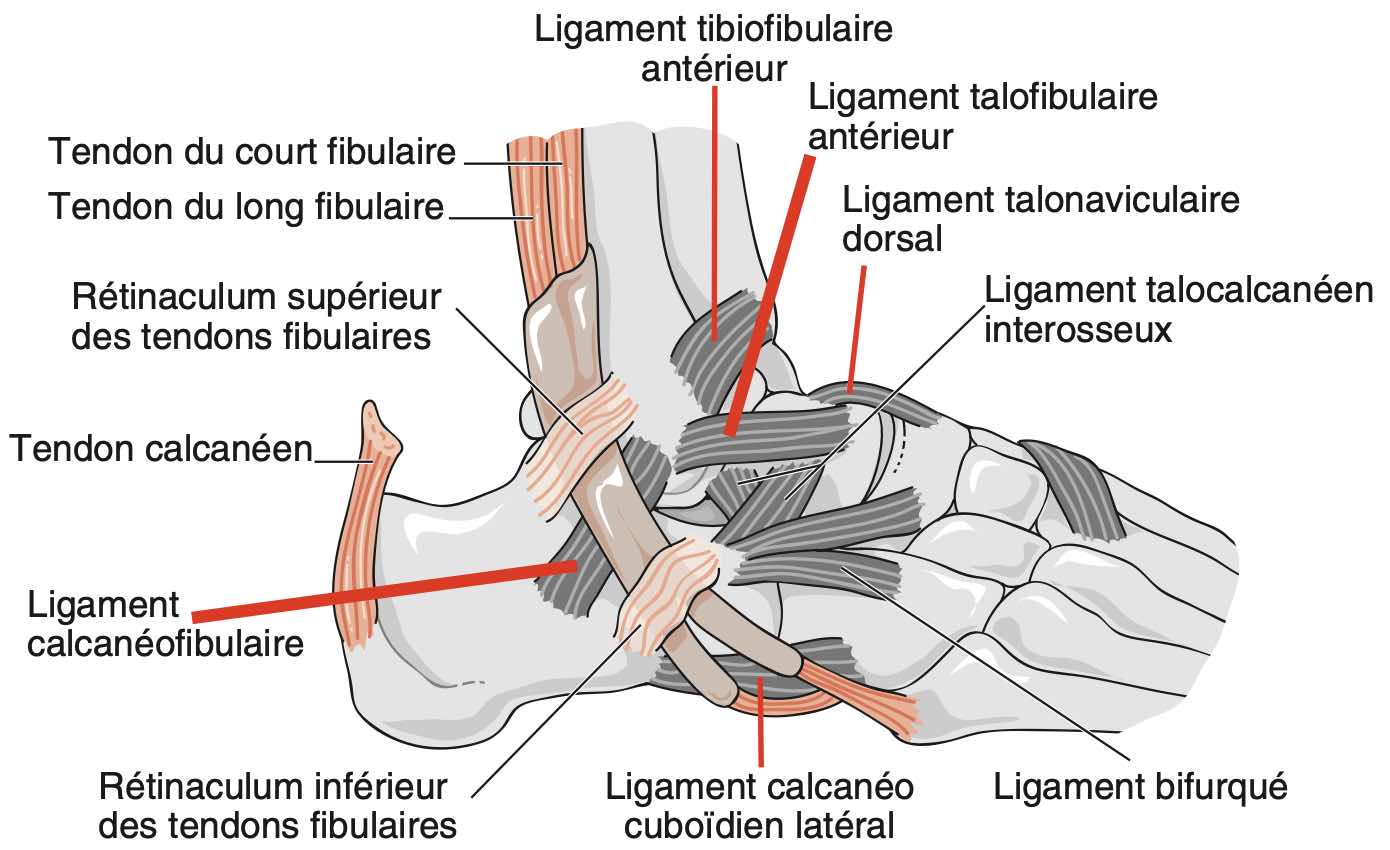 Ligament tibiofibulaire
antérieur
Ligament talofibulaire
antérieur
Tendon du court fibulaire
Tendon du long fibulaire
Ligament talonaviculaire
dorsal
Rétinaculum supérieur
des tendons fibulaires
Ligament talocalcanéen
interosseux
Tendon calcanéen
Ligament
calcanéofibulaire
Rétinaculum inférieur
des tendons fibulaires
Ligament calcanéo
cuboïdien latéral
Ligament bifurqué